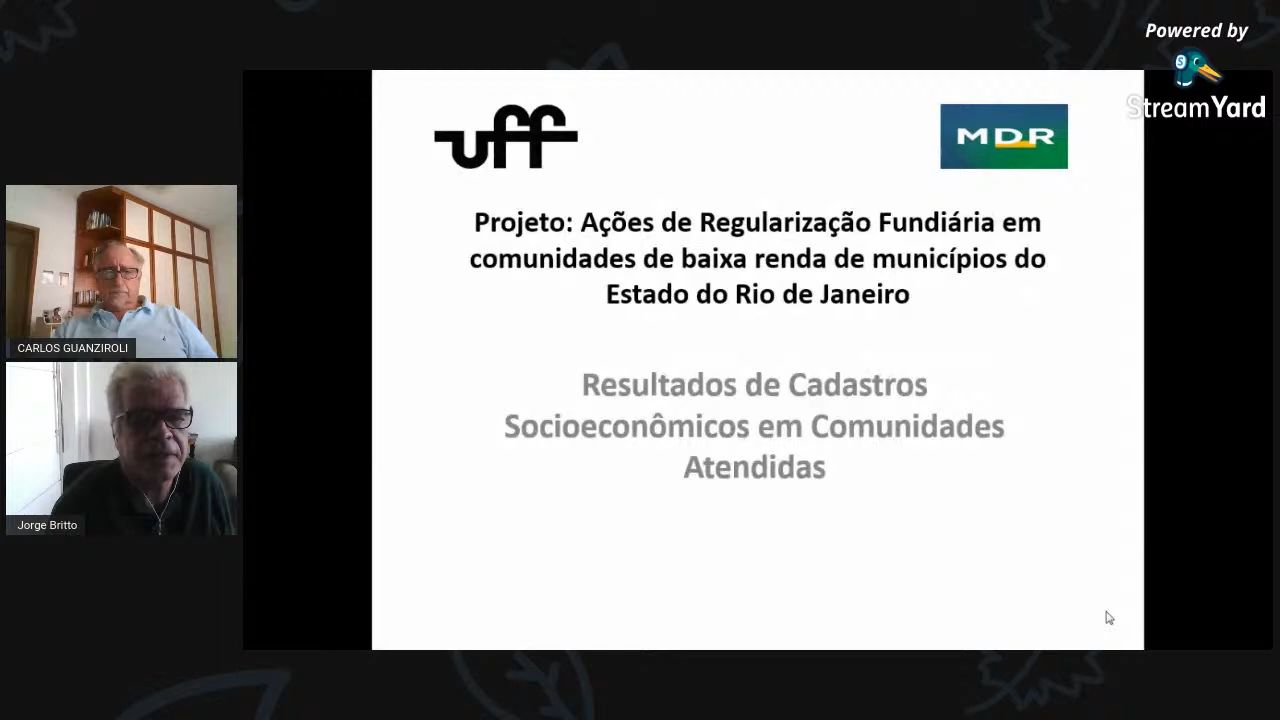 Powered by
StreamYard
uff
MDR
Projeto: Ações de Regularização Fundiária em
comunidades de baixa renda de municípios do
Estado do Rio de Janeiro
Resultados de Cadastros
Socioeconômicos em Comunidades
Atendidas
CARLOS GUANZIROLI
Jorge Britto